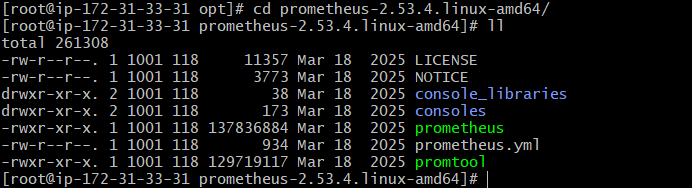 [root@ip-172-31-33-31 opt]# cd prometheus-2.53.4.linux-amd64/
[root@ip-172-31-33-31 prometheus-2.53.4.linux-amd64]# ll
total 261308
-rw-r--r--. 1 1001 118     11357 Mar 18  2025 LICENSE
-rw-r--r--. 1 1001 118      3773 Mar 18  2025 NOTICE
drwxr-xr-x. 2 1001 118        38 Mar 18  2025 console_libraries
drwxr-xr-x. 2 1001 118       173 Mar 18  2025 consoles
-rwxr-xr-x. 1 1001 118 137836884 Mar 18  2025 prometheus
-rw-r--r--. 1 1001 118       934 Mar 18  2025 prometheus.yml
-rwxr-xr-x. 1 1001 118 129719117 Mar 18  2025 promtool
[root@ip-172-31-33-31 prometheus-2.53.4.linux-amd64]#